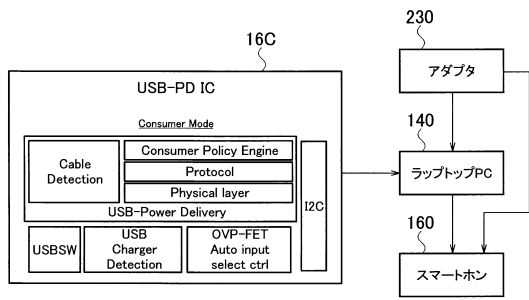 16C
USB-PD IC
Consumer Mode
Cable
Detection
Consumer Policy Engine
Protocol
Physical layer
USB-Power Delivery
I2C
USBSW
USB
Charger
Detection
OVP-FET
Auto input
select ctrl
230
アダプタ
140
ラップトップPC
160
スマートホン